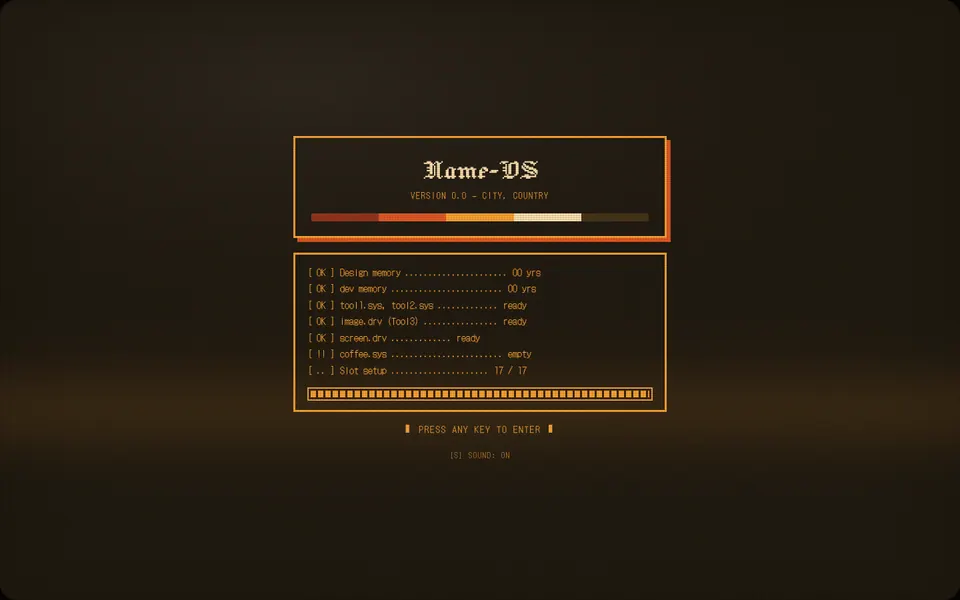 Name-DS
VERSION 0.0 — CITY, COUNTRY
[ OK ] Design memory ...................... 00 yrs
[ OK ] dev memory ........................ 00 yrs
[ OK ] tool1.sys, tool2.sys ............. ready
[ OK ] image.drv (Tool3) ................ ready
[ OK ] screen.drv ............. ready
[ !! ] coffee.sys ........................ empty
[ .. ] Slot setup ..................... 17 / 17
PRESS ANY KEY TO ENTER
[S] SOUND: ON